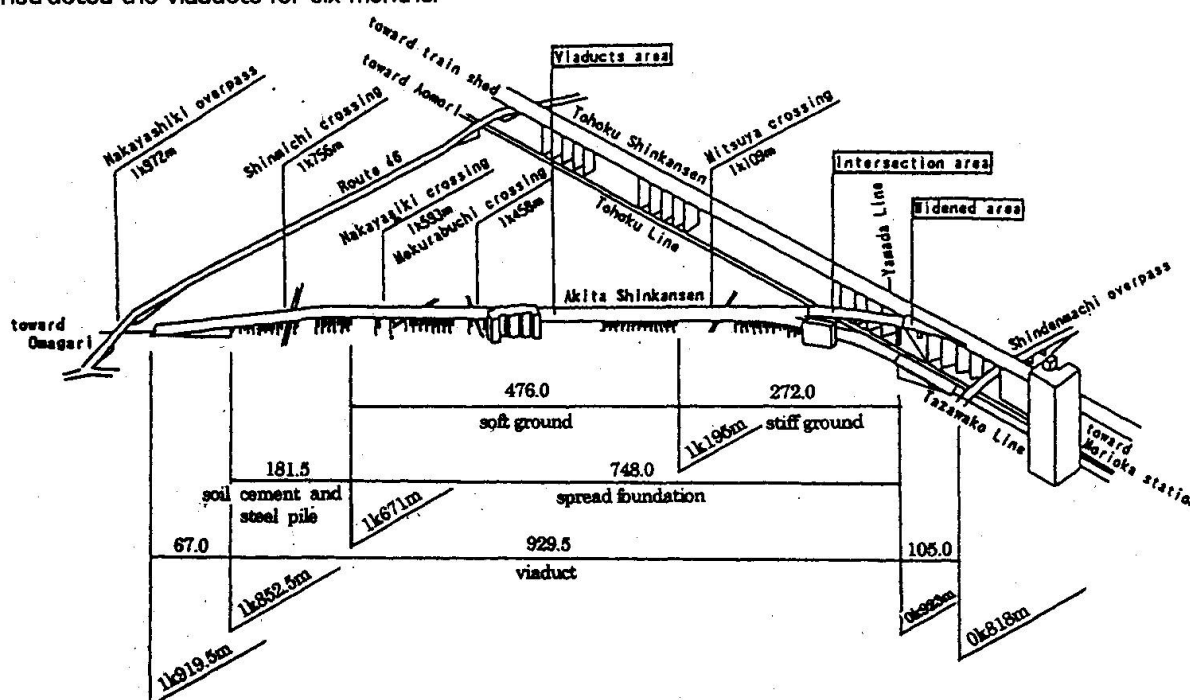 the viaducts for six months.
toward train shed
toward Aomori
Viaducts area
Nakayashiki overpass
1k972m
Shinmichi crossing
1k756m
Route 46
Tohoku Shinkansen
Mitsuya crossing
1k109m
Nakayagiki crossing
1k593m
Mekurabuchi crossing
1k458m
Tohoku Line
Intersection area
Yamada Line
Widened area
Akita Shinkansen
Shindenmachi overpass
toward
Omagari
Tazawako Line
toward
Morioka station
476.0
soft ground
272.0
stiff ground
1k195m
181.5
soil cement and
steel pile
748.0
spread foundation
1k671m
67.0
929.5
viaduct
105.0
1k852.5m
0k923m
0k818m
1k919.5m